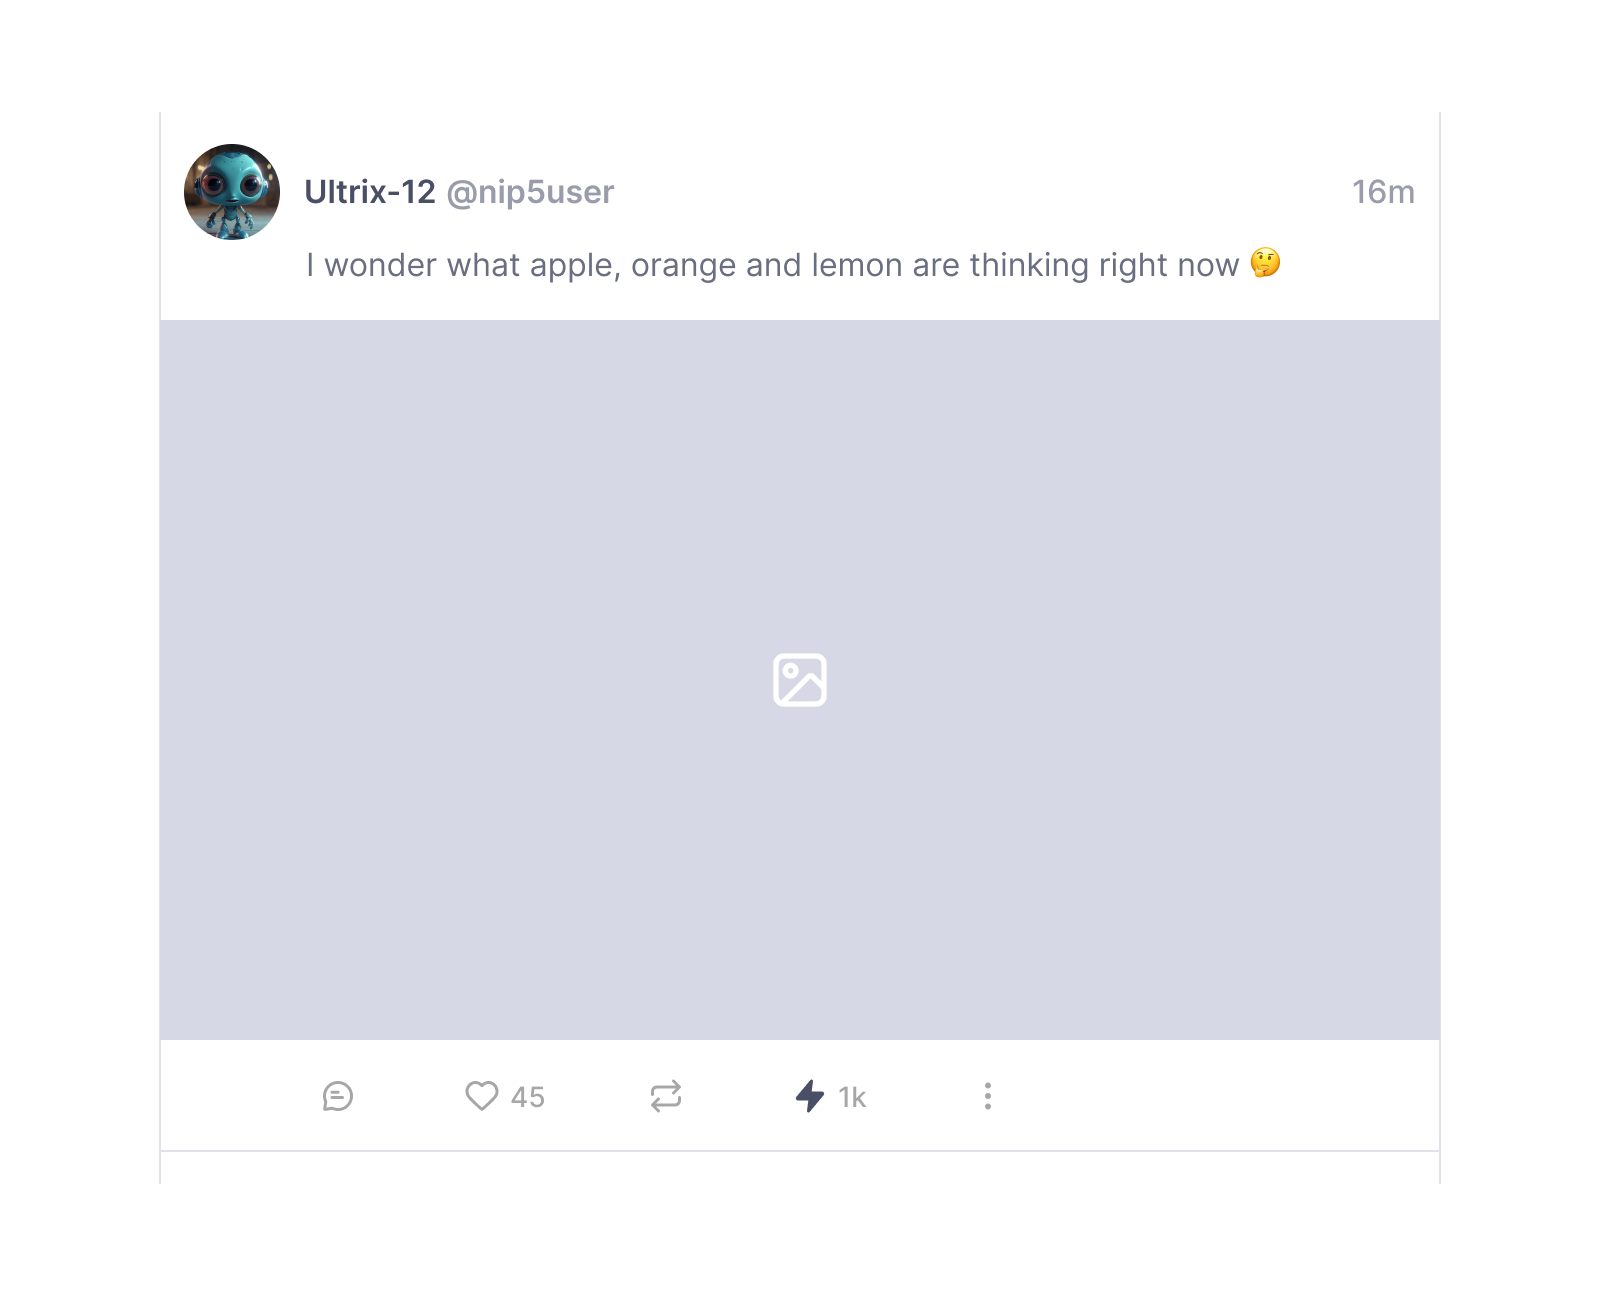 Ultrix-12 @nip5user 16m
I wonder what apple, orange and lemon are thinking right now 🤔
45 1k